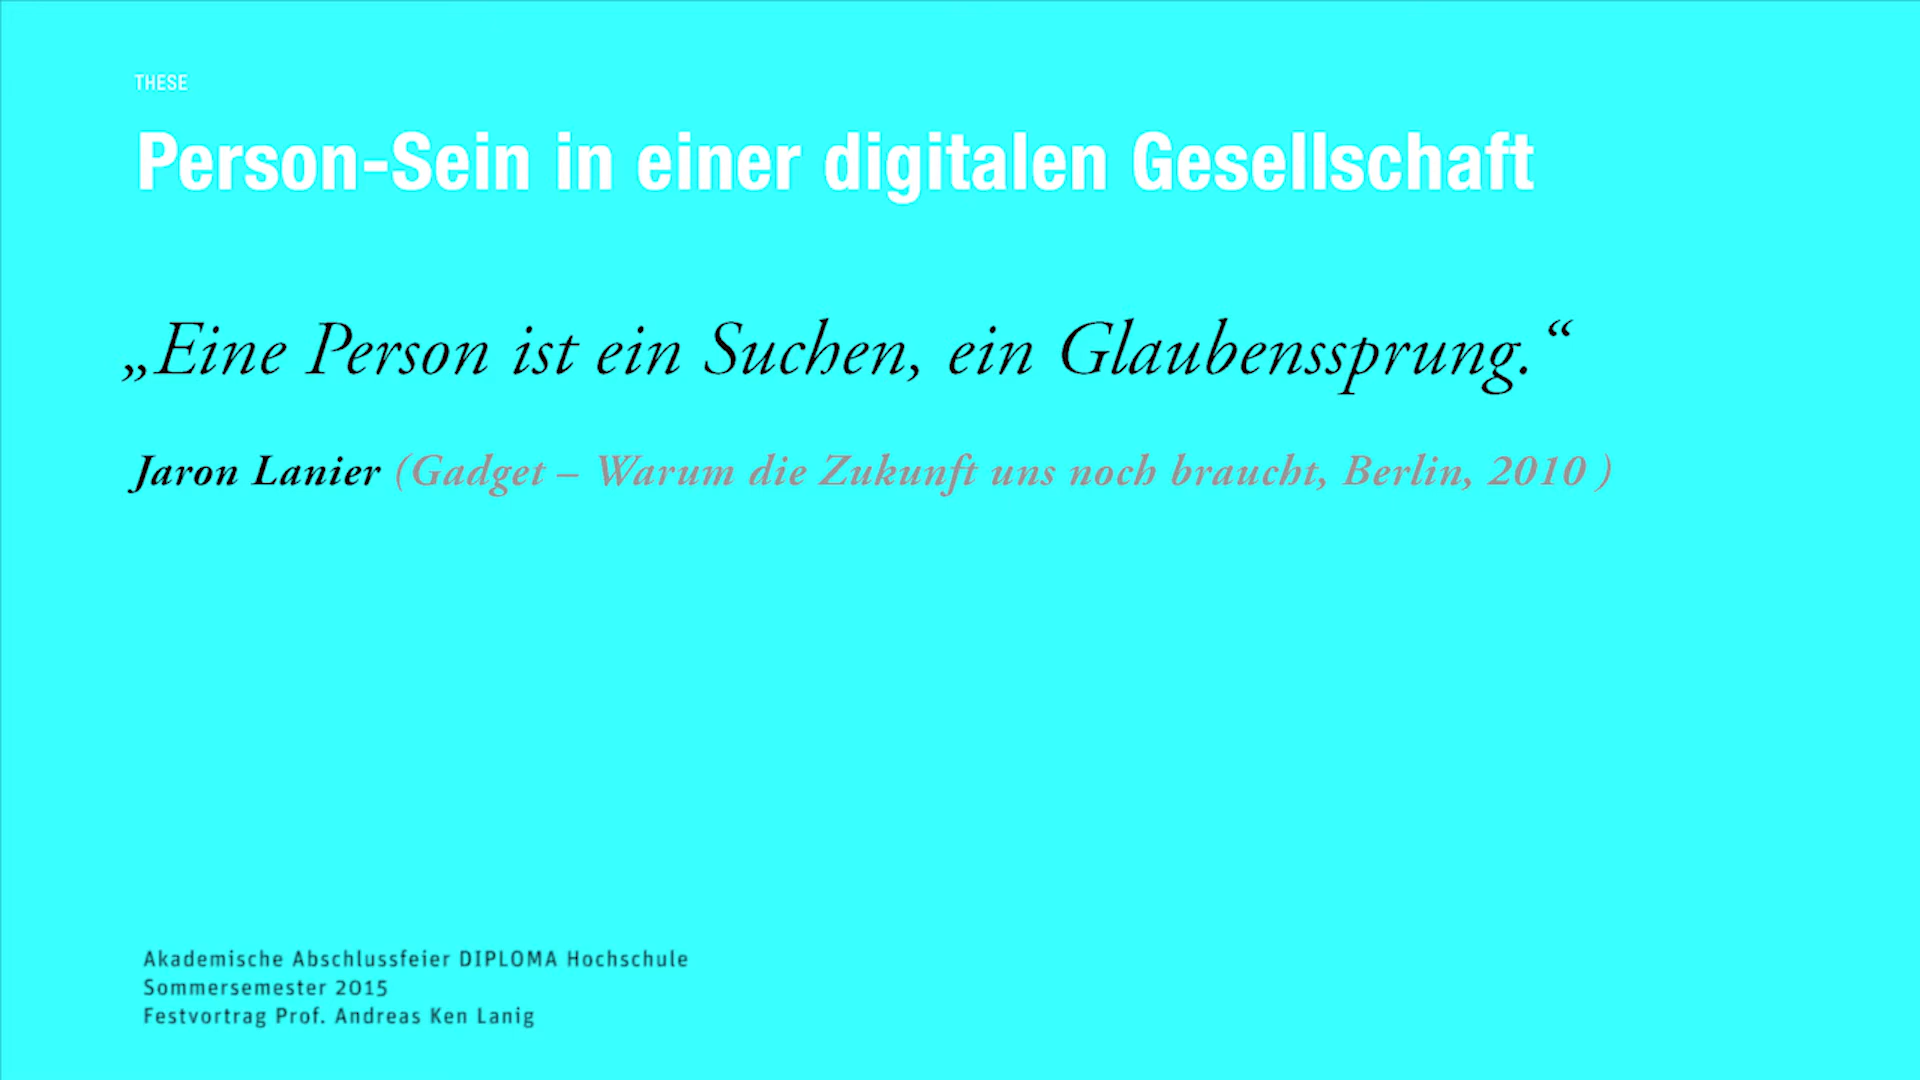 THESE
Person-Sein in einer digitalen Gesellschaft
„Eine Person ist ein Suchen, ein Glaubenssprung.“
Jaron Lanier (Gadget – Warum die Zukunft uns noch braucht, Berlin, 2010 )
Akademische Abschlussfeier DIPLOMA Hochschule
Sommersemester 2015
Festvortrag Prof. Andreas Ken Lanig